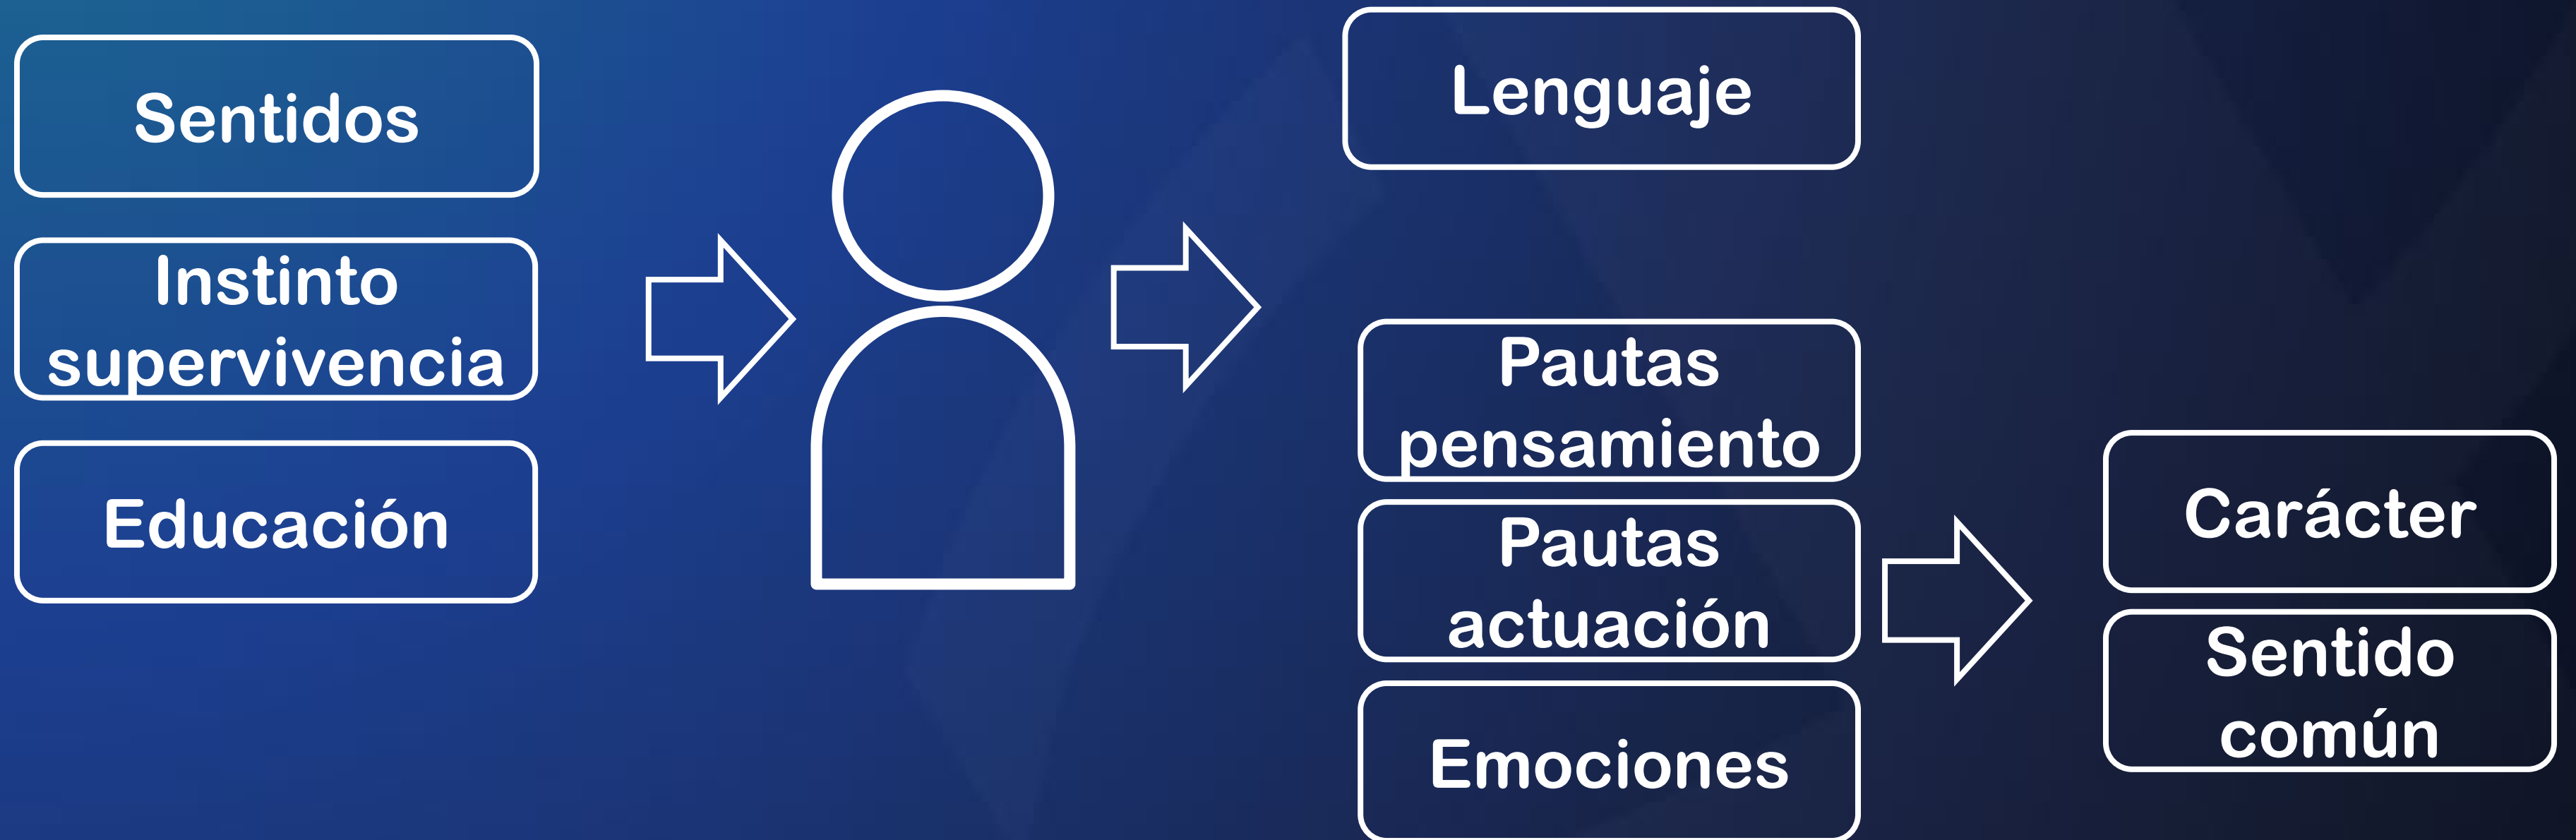 Sentidos
Instinto
supervivencia
Educación
Lenguaje
Pautas
pensamiento
Pautas
actuación
Emociones
Carácter
Sentido
común